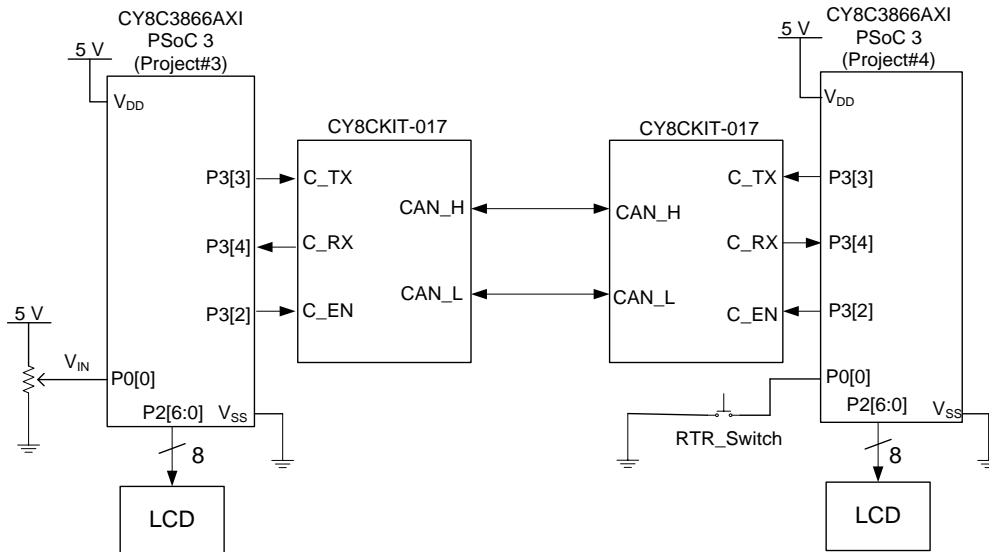 CY8C3866AXI
PSoC 3
(Project#3)
5 V
VDD
P3[3]
P3[4]
P3[2]
5 V
VIN
P0[0]
P2[6:0]
VSS
8
LCD
CY8CKIT-017
C_TX
C_RX
C_EN
CAN_H
CAN_L
CY8CKIT-017
CAN_H
CAN_L
C_TX
C_RX
C_EN
CY8C3866AXI
PSoC 3
(Project#4)
5 V
VDD
P3[3]
P3[4]
P3[2]
P0[0]
P2[6:0]
VSS
RTR_Switch
8
LCD